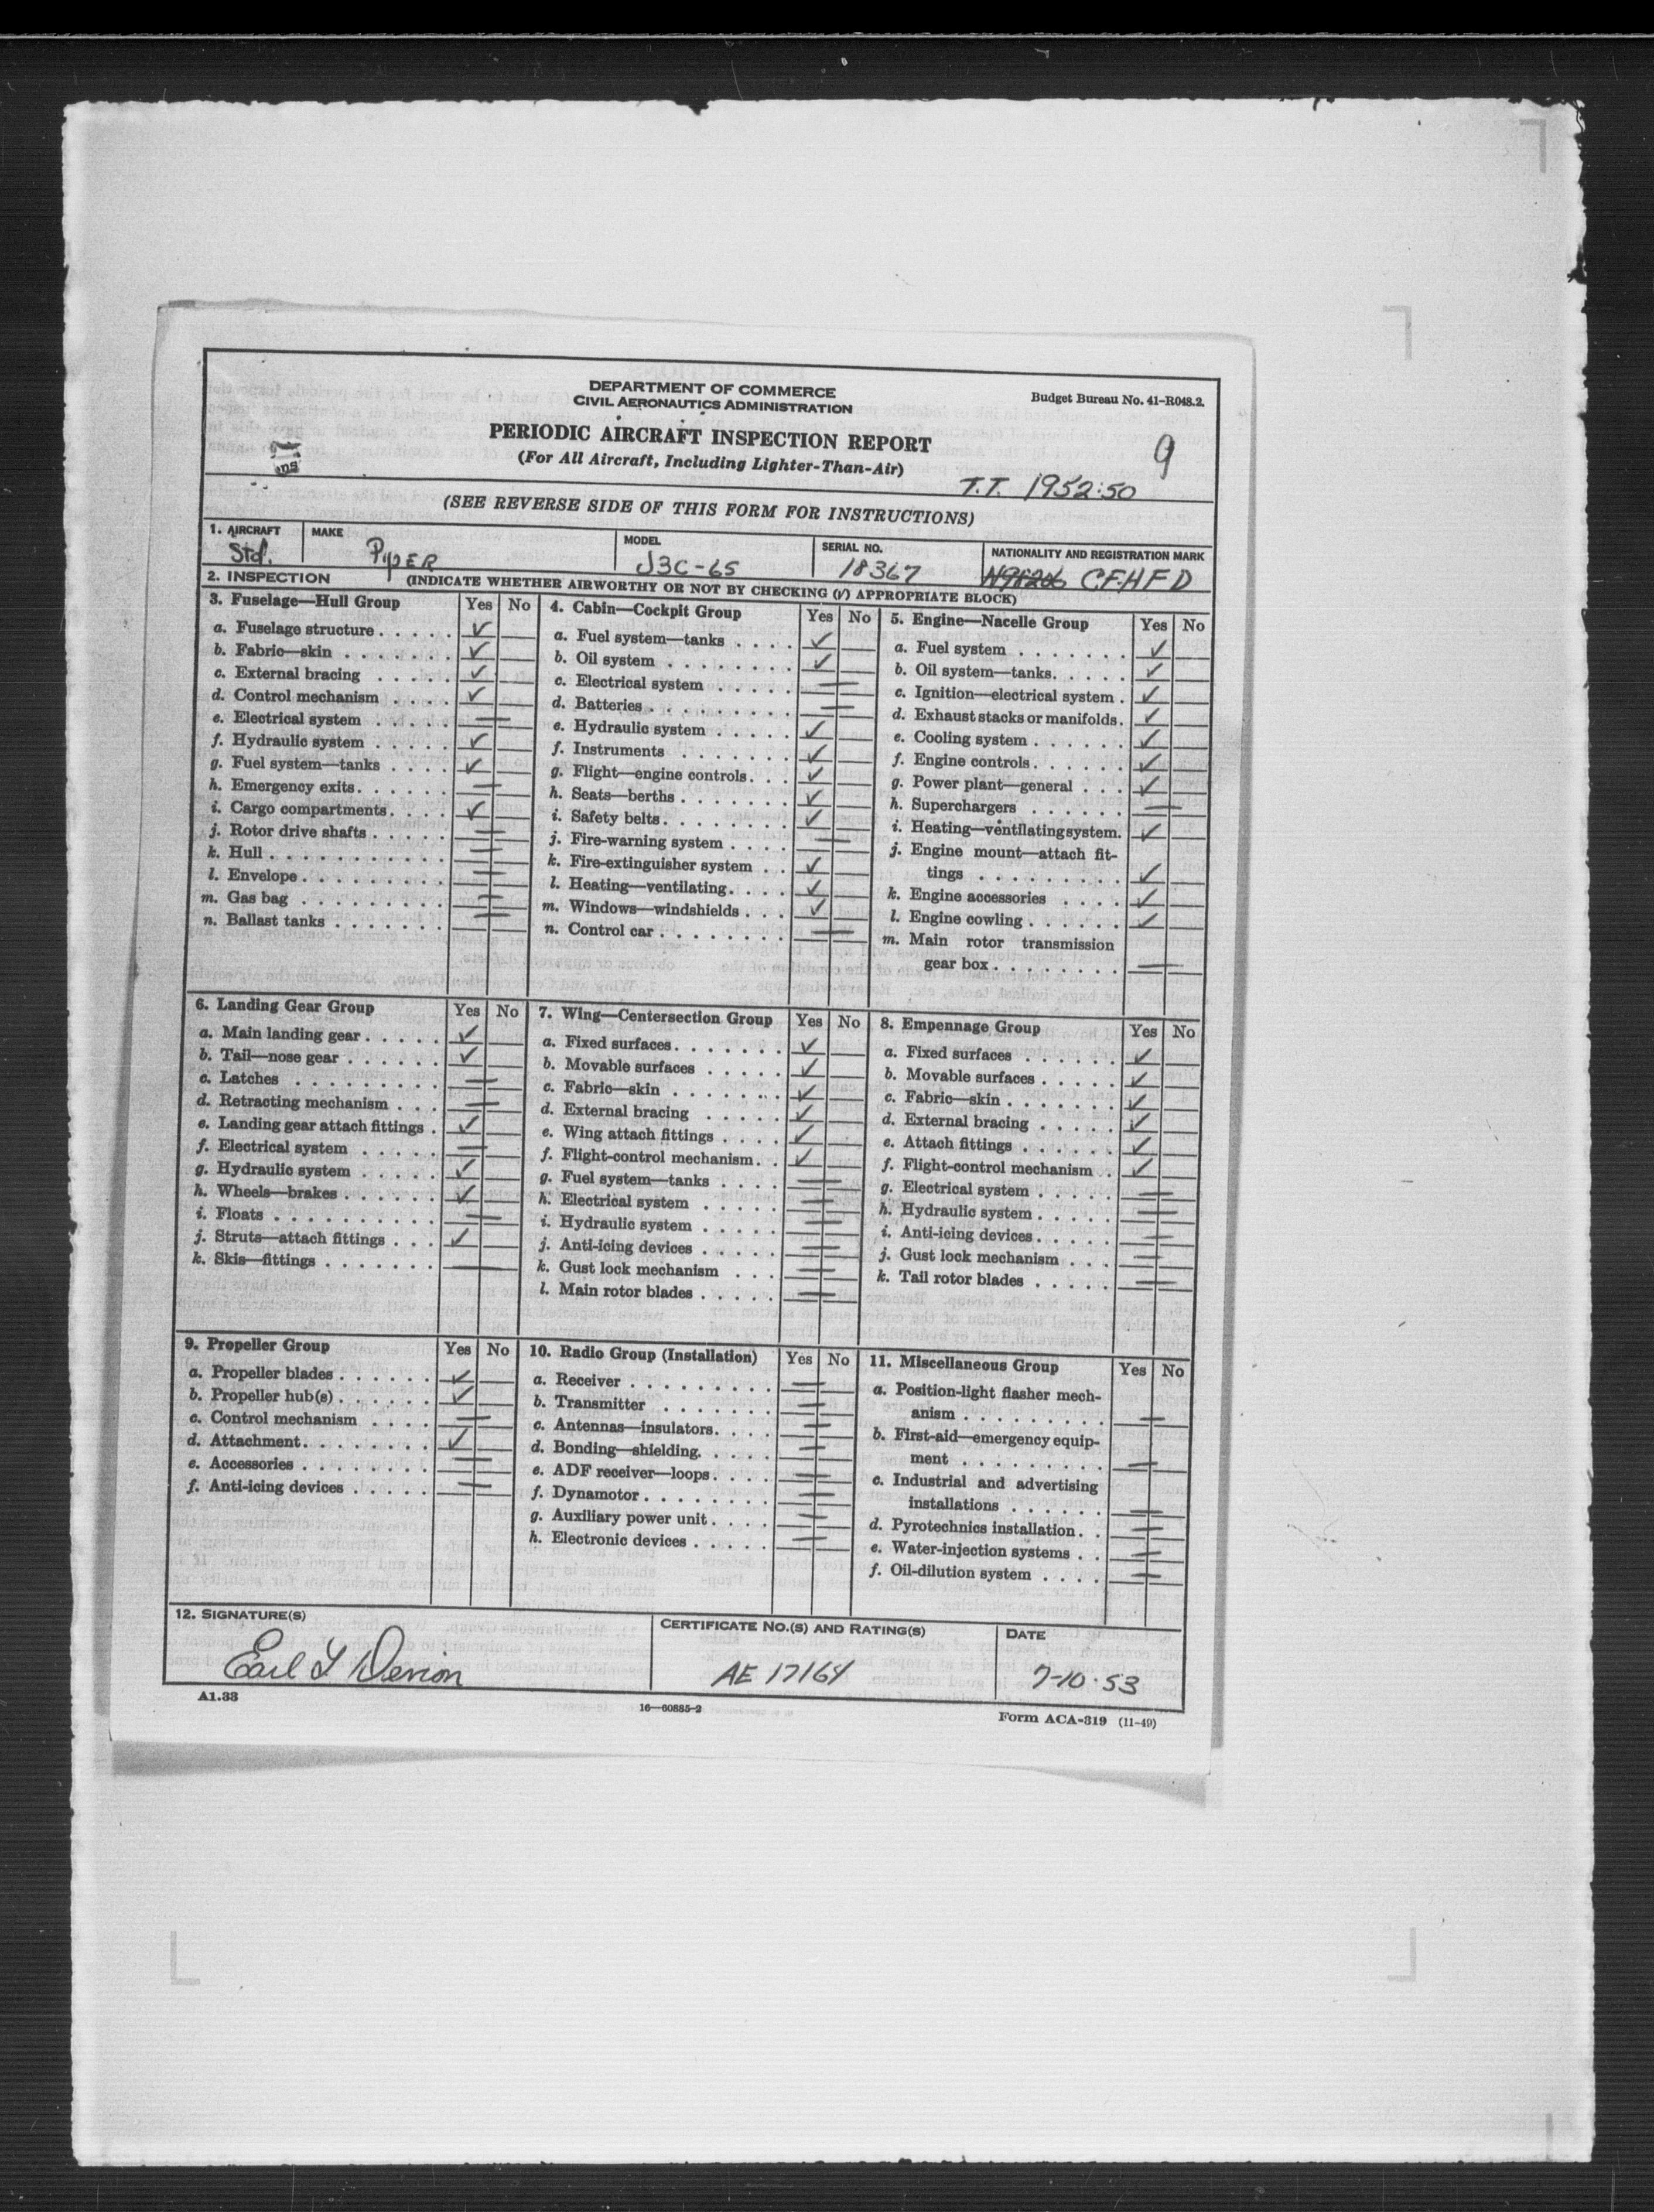 DEPARTMENT OF COMMERCE
CIVIL AERONAUTICS ADMINISTRATION
Budget Bureau No. 41-R048.2.
PERIODIC AIRCRAFT INSPECTION REPORT
(For All Aircraft, Including Lighter-Than-Air)
9
T.T. 1952:50
(SEE REVERSE SIDE OF THIS FORM FOR INSTRUCTIONS)
1. AIRCRAFT
Std.
MAKE
PIPER
MODEL
J3C-65
SERIAL NO.
18367
NATIONALITY AND REGISTRATION MARK
CFHFD
2. INSPECTION (INDICATE WHETHER AIRWORTHY OR NOT BY CHECKING (✓) APPROPRIATE BLOCK)
3. Fuselage—Hull Group Yes No
a. Fuselage structure ✓
b. Fabric—skin ✓
c. External bracing ✓
d. Control mechanism ✓
e. Electrical system —
f. Hydraulic system ✓
g. Fuel system—tanks ✓
h. Emergency exits —
i. Cargo compartments ✓
j. Rotor drive shafts —
k. Hull —
l. Envelope —
m. Gas bag —
n. Ballast tanks —
4. Cabin—Cockpit Group Yes No
a. Fuel system—tanks ✓
b. Oil system ✓
c. Electrical system —
d. Batteries —
e. Hydraulic system ✓
f. Instruments ✓
g. Flight—engine controls ✓
h. Seats—berths ✓
i. Safety belts ✓
j. Fire-warning system —
k. Fire-extinguisher system ✓
l. Heating—ventilating ✓
m. Windows—windshields ✓
n. Control car —
5. Engine—Nacelle Group Yes No
a. Fuel system ✓
b. Oil system—tanks ✓
c. Ignition—electrical system ✓
d. Exhaust stacks or manifolds ✓
e. Cooling system ✓
f. Engine controls ✓
g. Power plant—general ✓
h. Superchargers —
i. Heating—ventilating system ✓
j. Engine mount—attach fit-
tings ✓
k. Engine accessories ✓
l. Engine cowling ✓
m. Main rotor transmission
gear box —
6. Landing Gear Group Yes No
a. Main landing gear ✓
b. Tail—nose gear ✓
c. Latches —
d. Retracting mechanism —
e. Landing gear attach fittings ✓
f. Electrical system —
g. Hydraulic system ✓
h. Wheels—brakes ✓
i. Floats —
j. Struts—attach fittings ✓
k. Skis—fittings —
7. Wing—Centersection Group Yes No
a. Fixed surfaces ✓
b. Movable surfaces ✓
c. Fabric—skin ✓
d. External bracing ✓
e. Wing attach fittings ✓
f. Flight-control mechanism ✓
g. Fuel system—tanks —
h. Electrical system —
i. Hydraulic system —
j. Anti-icing devices —
k. Gust lock mechanism —
l. Main rotor blades —
8. Empennage Group Yes No
a. Fixed surfaces ✓
b. Movable surfaces ✓
c. Fabric—skin ✓
d. External bracing ✓
e. Attach fittings ✓
f. Flight-control mechanism ✓
g. Electrical system —
h. Hydraulic system —
i. Anti-icing devices —
j. Gust lock mechanism —
k. Tail rotor blades —
9. Propeller Group Yes No
a. Propeller blades ✓
b. Propeller hub(s) ✓
c. Control mechanism —
d. Attachment ✓
e. Accessories —
f. Anti-icing devices —
10. Radio Group (Installation) Yes No
a. Receiver —
b. Transmitter —
c. Antennas—insulators —
d. Bonding—shielding —
e. ADF receiver—loops —
f. Dynamotor —
g. Auxiliary power unit —
h. Electronic devices —
11. Miscellaneous Group Yes No
a. Position-light flasher mech-
anism —
b. First-aid—emergency equip-
ment —
c. Industrial and advertising
installations —
d. Pyrotechnics installation —
e. Water-injection systems —
f. Oil-dilution system —
12. SIGNATURE(S)
Earl
CERTIFICATE NO.(S) AND RATING(S)
AE 17164
DATE
7-10-53
A1.33
16—60885-2
Form ACA-319 (11-49)